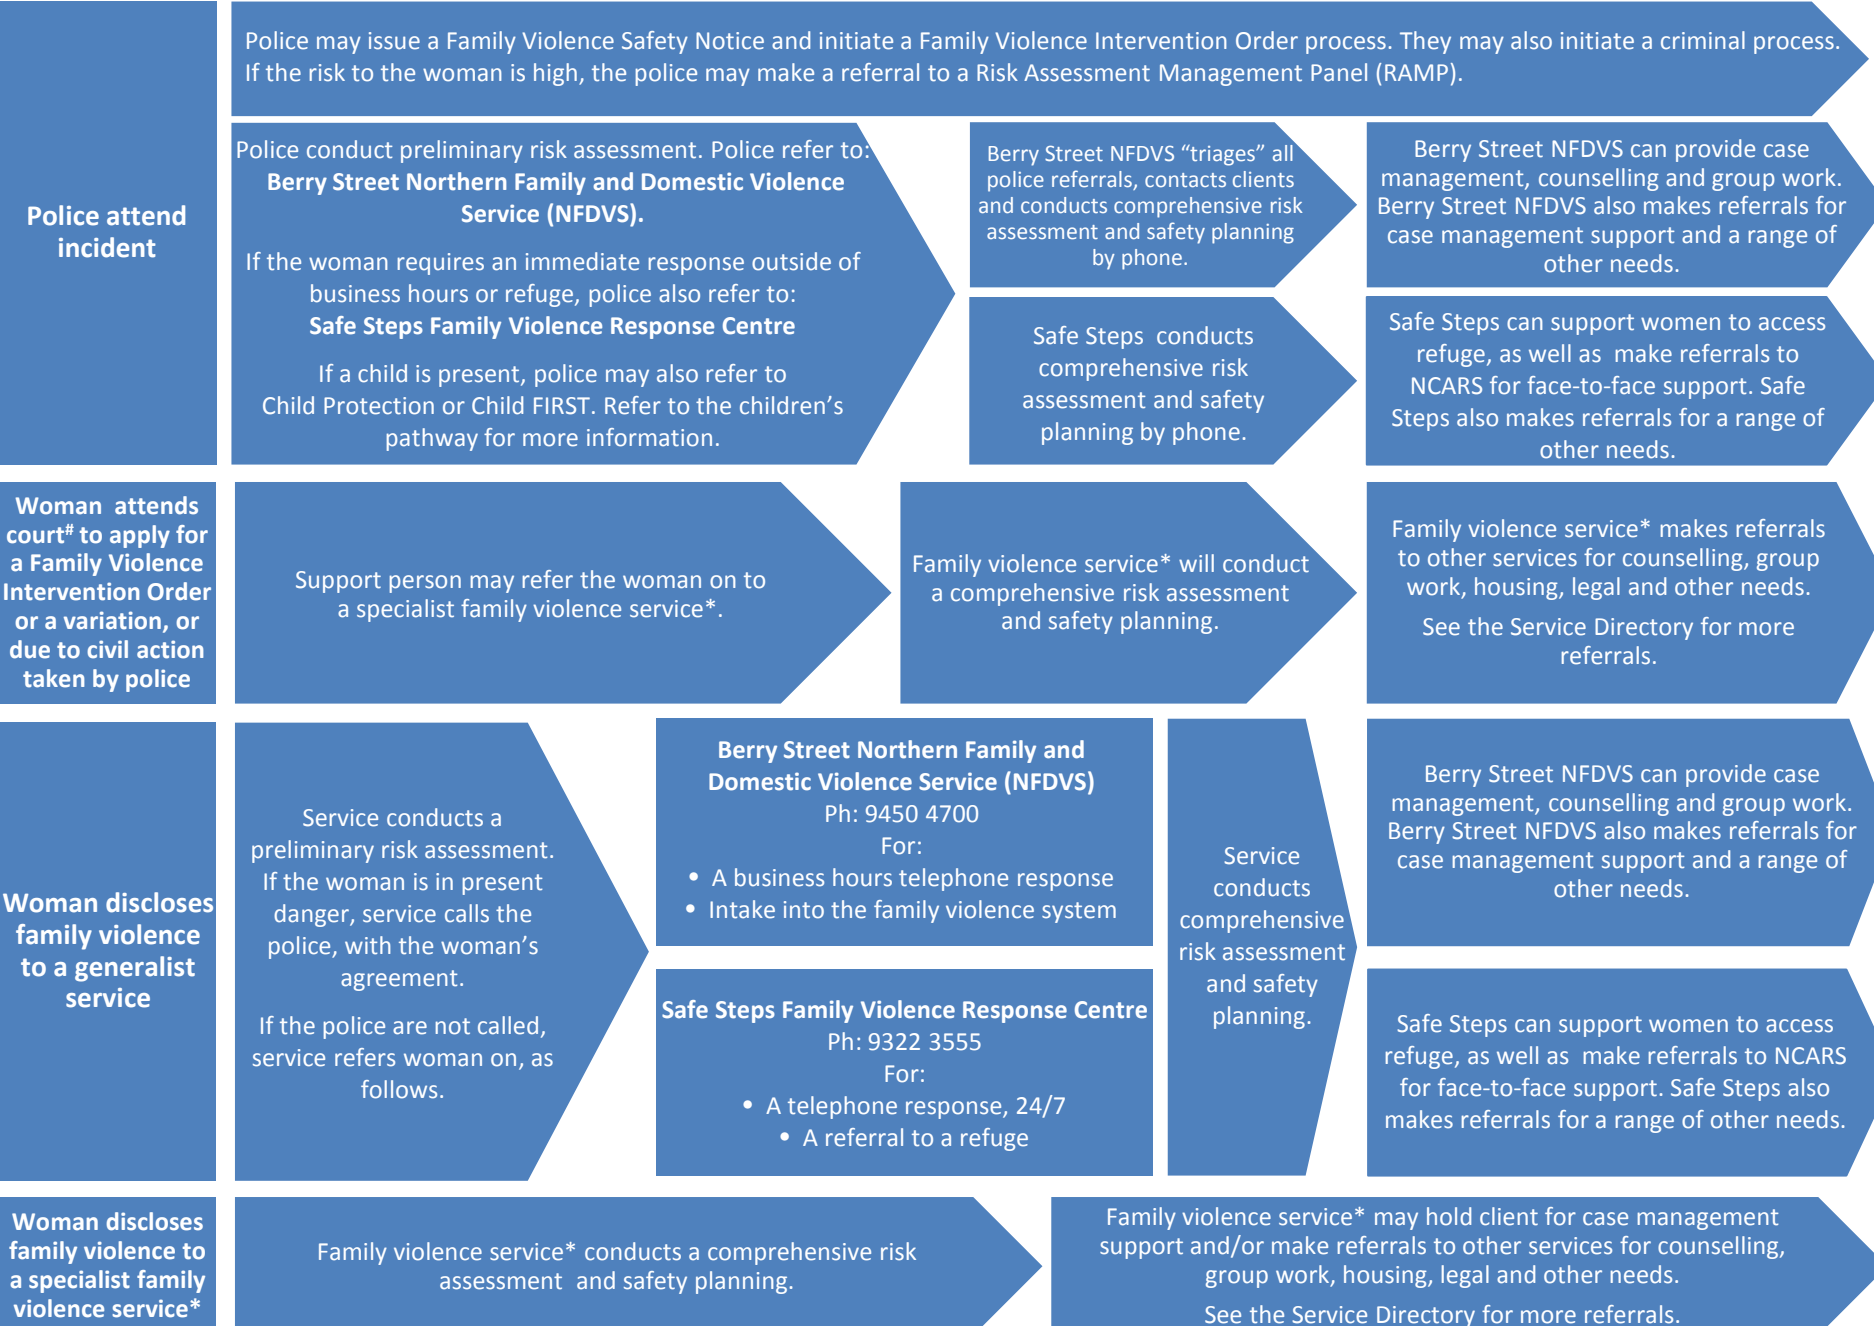 Police attend
incident
Police may issue a Family Violence Safety Notice and initiate a Family Violence Intervention Order process. They may also initiate a criminal process.
If the risk to the woman is high, the police may make a referral to a Risk Assessment Management Panel (RAMP).
Police conduct preliminary risk assessment. Police refer to:
Berry Street Northern Family and Domestic Violence
Service (NFDVS).
If the woman requires an immediate response outside of
business hours or refuge, police also refer to:
Safe Steps Family Violence Response Centre
If a child is present, police may also refer to
Child Protection or Child FIRST. Refer to the children's
pathway for more information.
Berry Street NFDVS “triages” all
police referrals, contacts clients
and conducts comprehensive risk
assessment and safety planning
by phone.
Berry Street NFDVS can provide case
management, counselling and group work.
Berry Street NFDVS also makes referrals for
case management support and a range of
other needs.
Safe Steps conducts
comprehensive risk
assessment and safety
planning by phone.
Safe Steps can support women to access
refuge, as well as make referrals to
NCARS for face-to-face support. Safe
Steps also makes referrals for a range of
other needs.
Woman attends
court# to apply for
a Family Violence
Intervention Order
or a variation, or
due to civil action
taken by police
Support person may refer the woman on to
a specialist family violence service*.
Family violence service* will conduct
a comprehensive risk assessment
and safety planning.
Family violence service* makes referrals
to other services for counselling, group
work, housing, legal and other needs.
See the Service Directory for more
referrals.
Woman discloses
family violence
to a generalist
service
Service conducts a
preliminary risk assessment.
If the woman is in present
danger, service calls the
police, with the woman's
agreement.
If the police are not called,
service refers woman on, as
follows.
Berry Street Northern Family and
Domestic Violence Service (NFDVS)
Ph: 9450 4700
For:
• A business hours telephone response
• Intake into the family violence system
Safe Steps Family Violence Response Centre
Ph: 9322 3555
For:
• A telephone response, 24/7
• A referral to a refuge
Service
conducts
comprehensive
risk assessment
and safety
planning.
Berry Street NFDVS can provide case
management, counselling and group work.
Berry Street NFDVS also makes referrals for
case management support and a range of
other needs.
Safe Steps can support women to access
refuge, as well as make referrals to NCARS
for face-to-face support. Safe Steps also
makes referrals for a range of other needs.
Woman discloses
family violence to
a specialist family
violence service*
Family violence service* conducts a comprehensive risk
assessment and safety planning.
Family violence service* may hold client for case management
support and/or make referrals to other services for counselling,
group work, housing, legal and other needs.
See the Service Directory for more referrals.